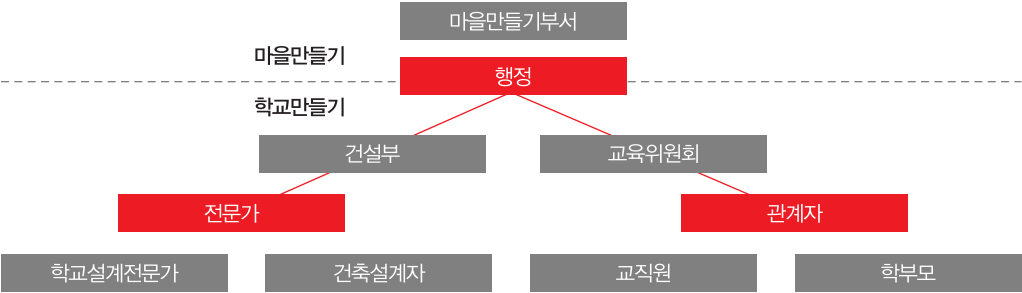 마을만들기부서
마을만들기
행정
학교만들기
건설부
교육위원회
전문가
관계자
학교설계전문가
건축설계자
교직원
학부모